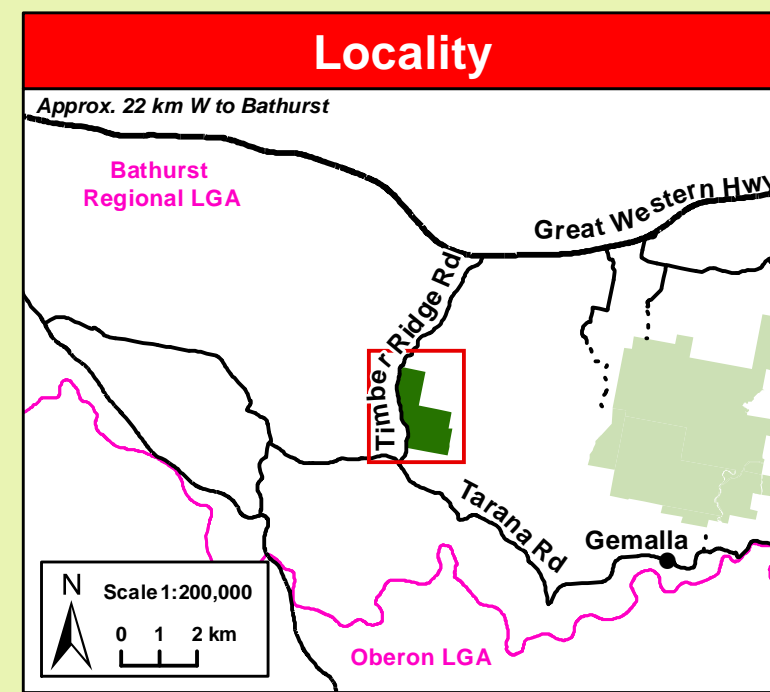 Locality
Approx. 22 km W to Bathurst
Bathurst
Regional LGA
Great Western Hwy
Timber Ridge Rd
Tarana Rd
Gemalla
N
Scale 1:200,000
0 1 2 km
Oberon LGA